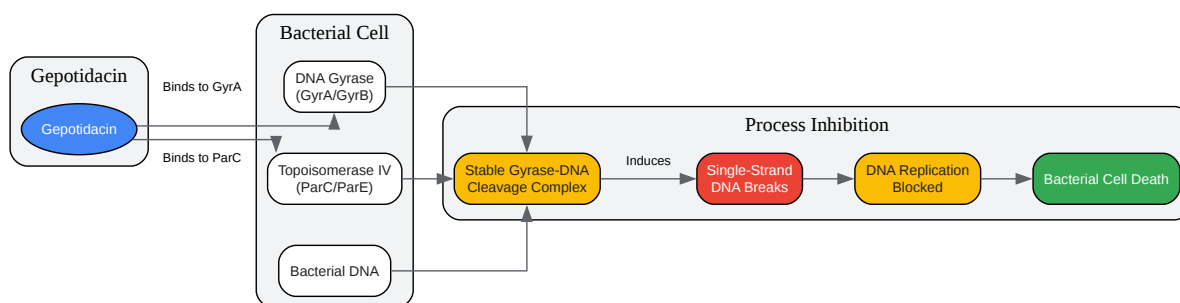 Gepotidacin
Gepotidacin
Binds to GyrA
Binds to ParC
Bacterial Cell
DNA Gyrase
(GyrA/GyrB)
Topoisomerase IV
(ParC/ParE)
Bacterial DNA
Process Inhibition
Stable Gyrase-DNA
Cleavage Complex
Induces
Single-Strand
DNA Breaks
DNA Replication
Blocked
Bacterial Cell Death